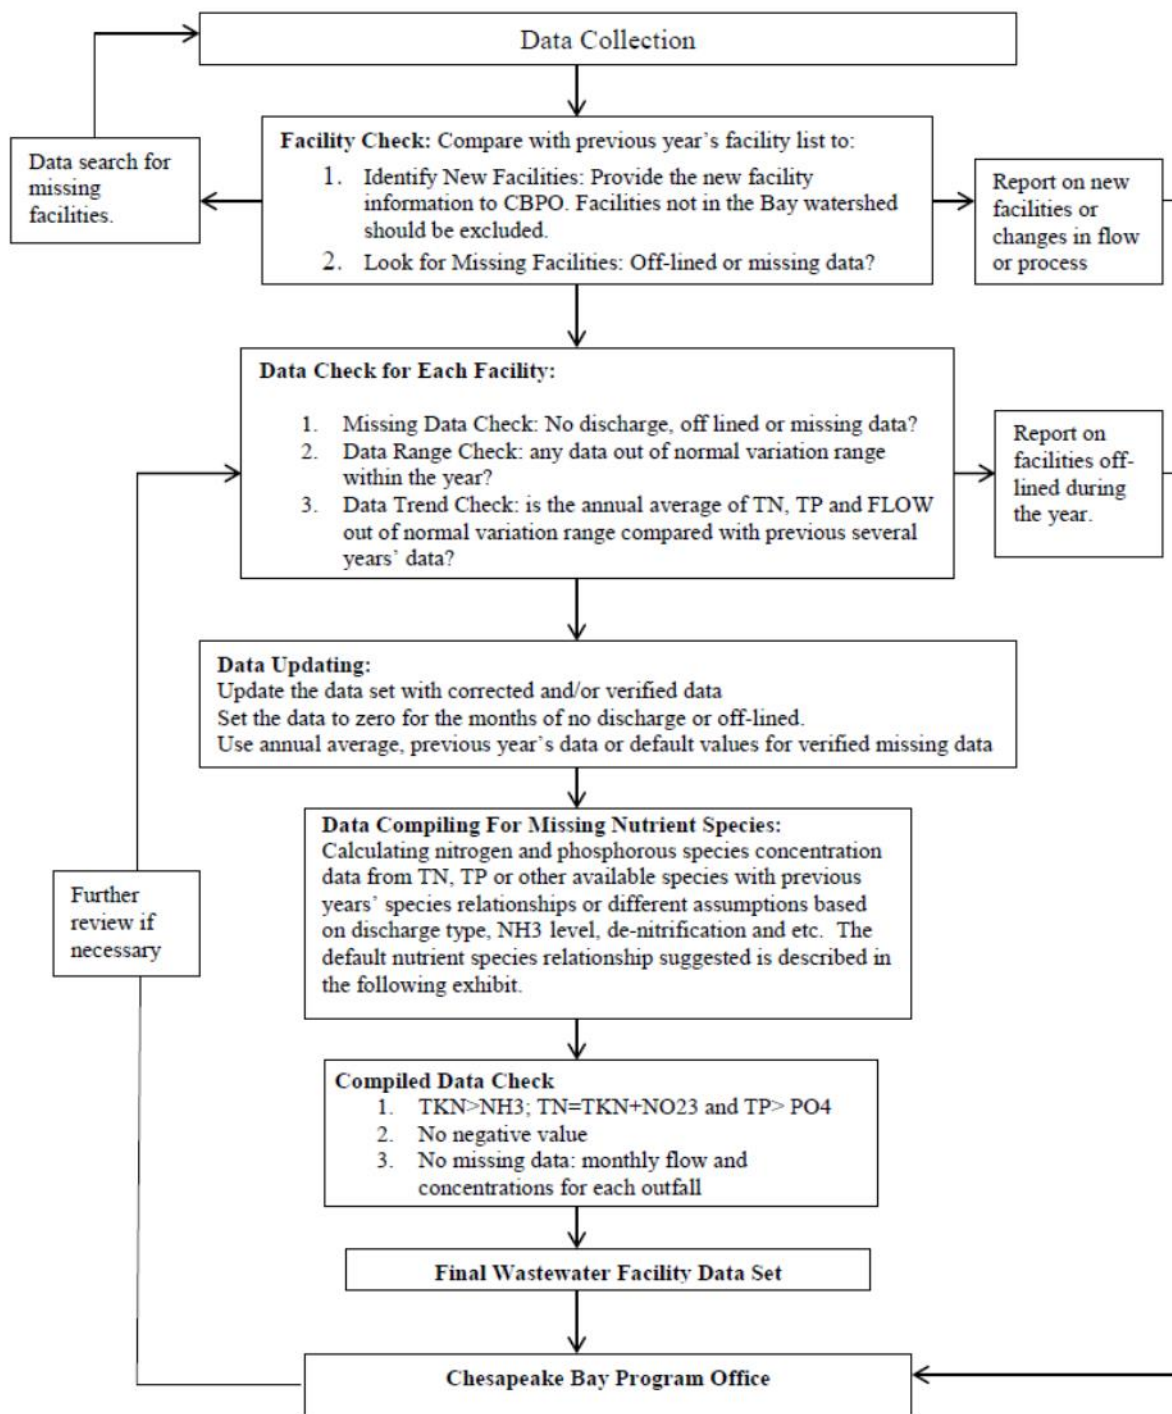 Data Collection
Data search for
missing
facilities.
Facility Check: Compare with previous year's facility list to:
1. Identify New Facilities: Provide the new facility
information to CBPO. Facilities not in the Bay watershed
should be excluded.
2. Look for Missing Facilities: Off-lined or missing data?
Report on new
facilities or
changes in flow
or process
Data Check for Each Facility:
1. Missing Data Check: No discharge, off lined or missing data?
2. Data Range Check: any data out of normal variation range
within the year?
3. Data Trend Check: is the annual average of TN, TP and FLOW
out of normal variation range compared with previous several
years' data?
Report on
facilities off-
lined during
the year.
Data Updating:
Update the data set with corrected and/or verified data
Set the data to zero for the months of no discharge or off-lined.
Use annual average, previous year's data or default values for verified missing data
Data Compiling For Missing Nutrient Species:
Calculating nitrogen and phosphorous species concentration
data from TN, TP or other available species with previous
years' species relationships or different assumptions based
on discharge type, NH3 level, de-nitrification and etc. The
default nutrient species relationship suggested is described in
the following exhibit.
Further
review if
necessary
Compiled Data Check
1. TKN>NH3; TN=TKN+NO23 and TP> PO4
2. No negative value
3. No missing data: monthly flow and
concentrations for each outfall
Final Wastewater Facility Data Set
Chesapeake Bay Program Office